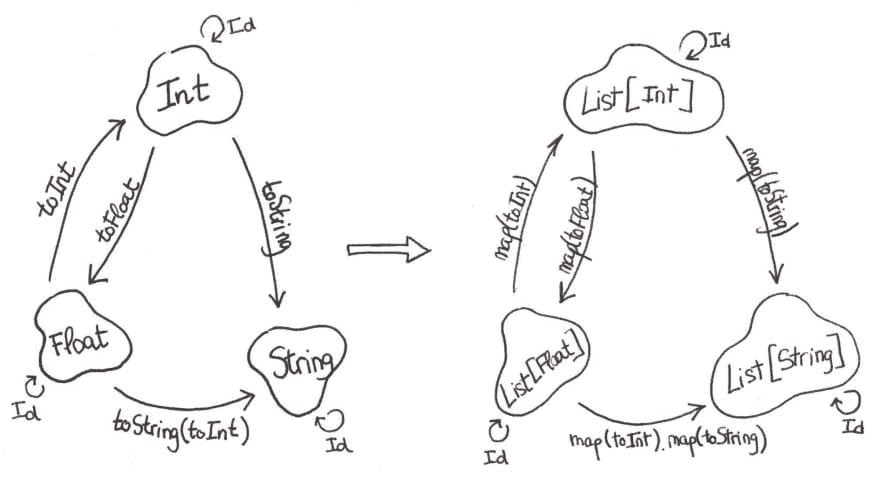 Id
Int
toInt
toFloat
toString
Float
String
Id
toString(toInt)
Id
Id
List[Int]
map(toInt)
map(toFloat)
map(toString)
List[Float]
List[String]
Id
map(toInt).map(toString)
Id